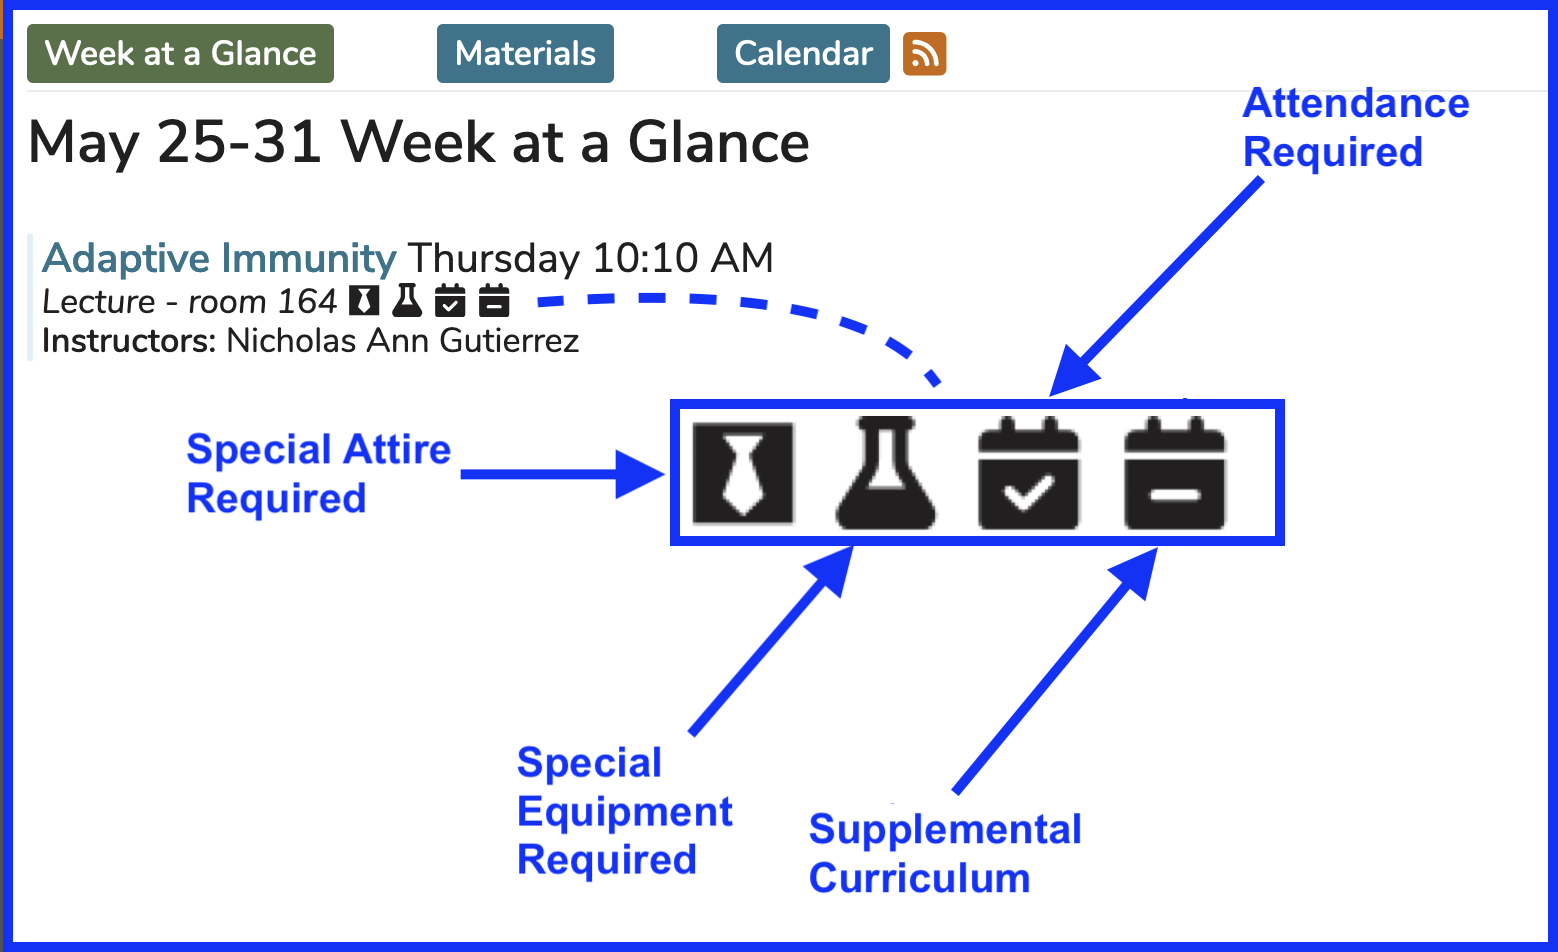 Week at a Glance
Materials
Calendar
May 25-31 Week at a Glance
Attendance
Required
Adaptive Immunity Thursday 10:10 AM
Lecture - room 164
Instructors: Nicholas Ann Gutierrez
Special Attire
Required
Special
Equipment
Required
Supplemental
Curriculum